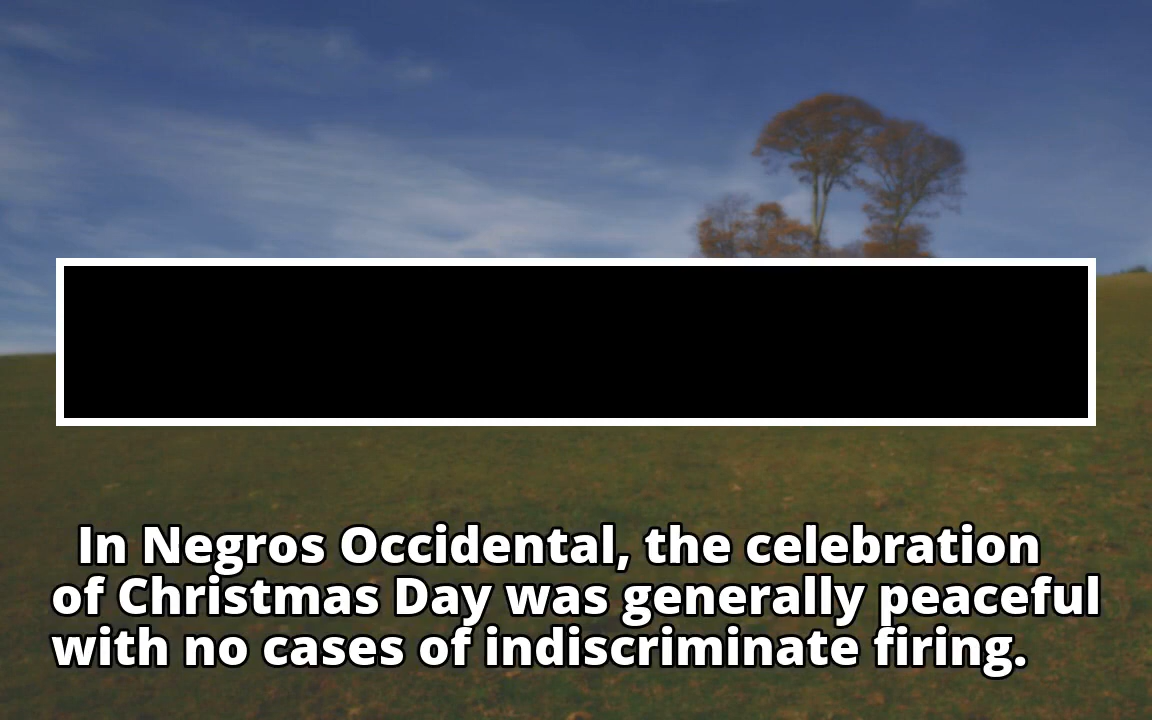 In Negros Occidental, the celebration
of Christmas Day was generally peaceful
with no cases of indiscriminate firing.